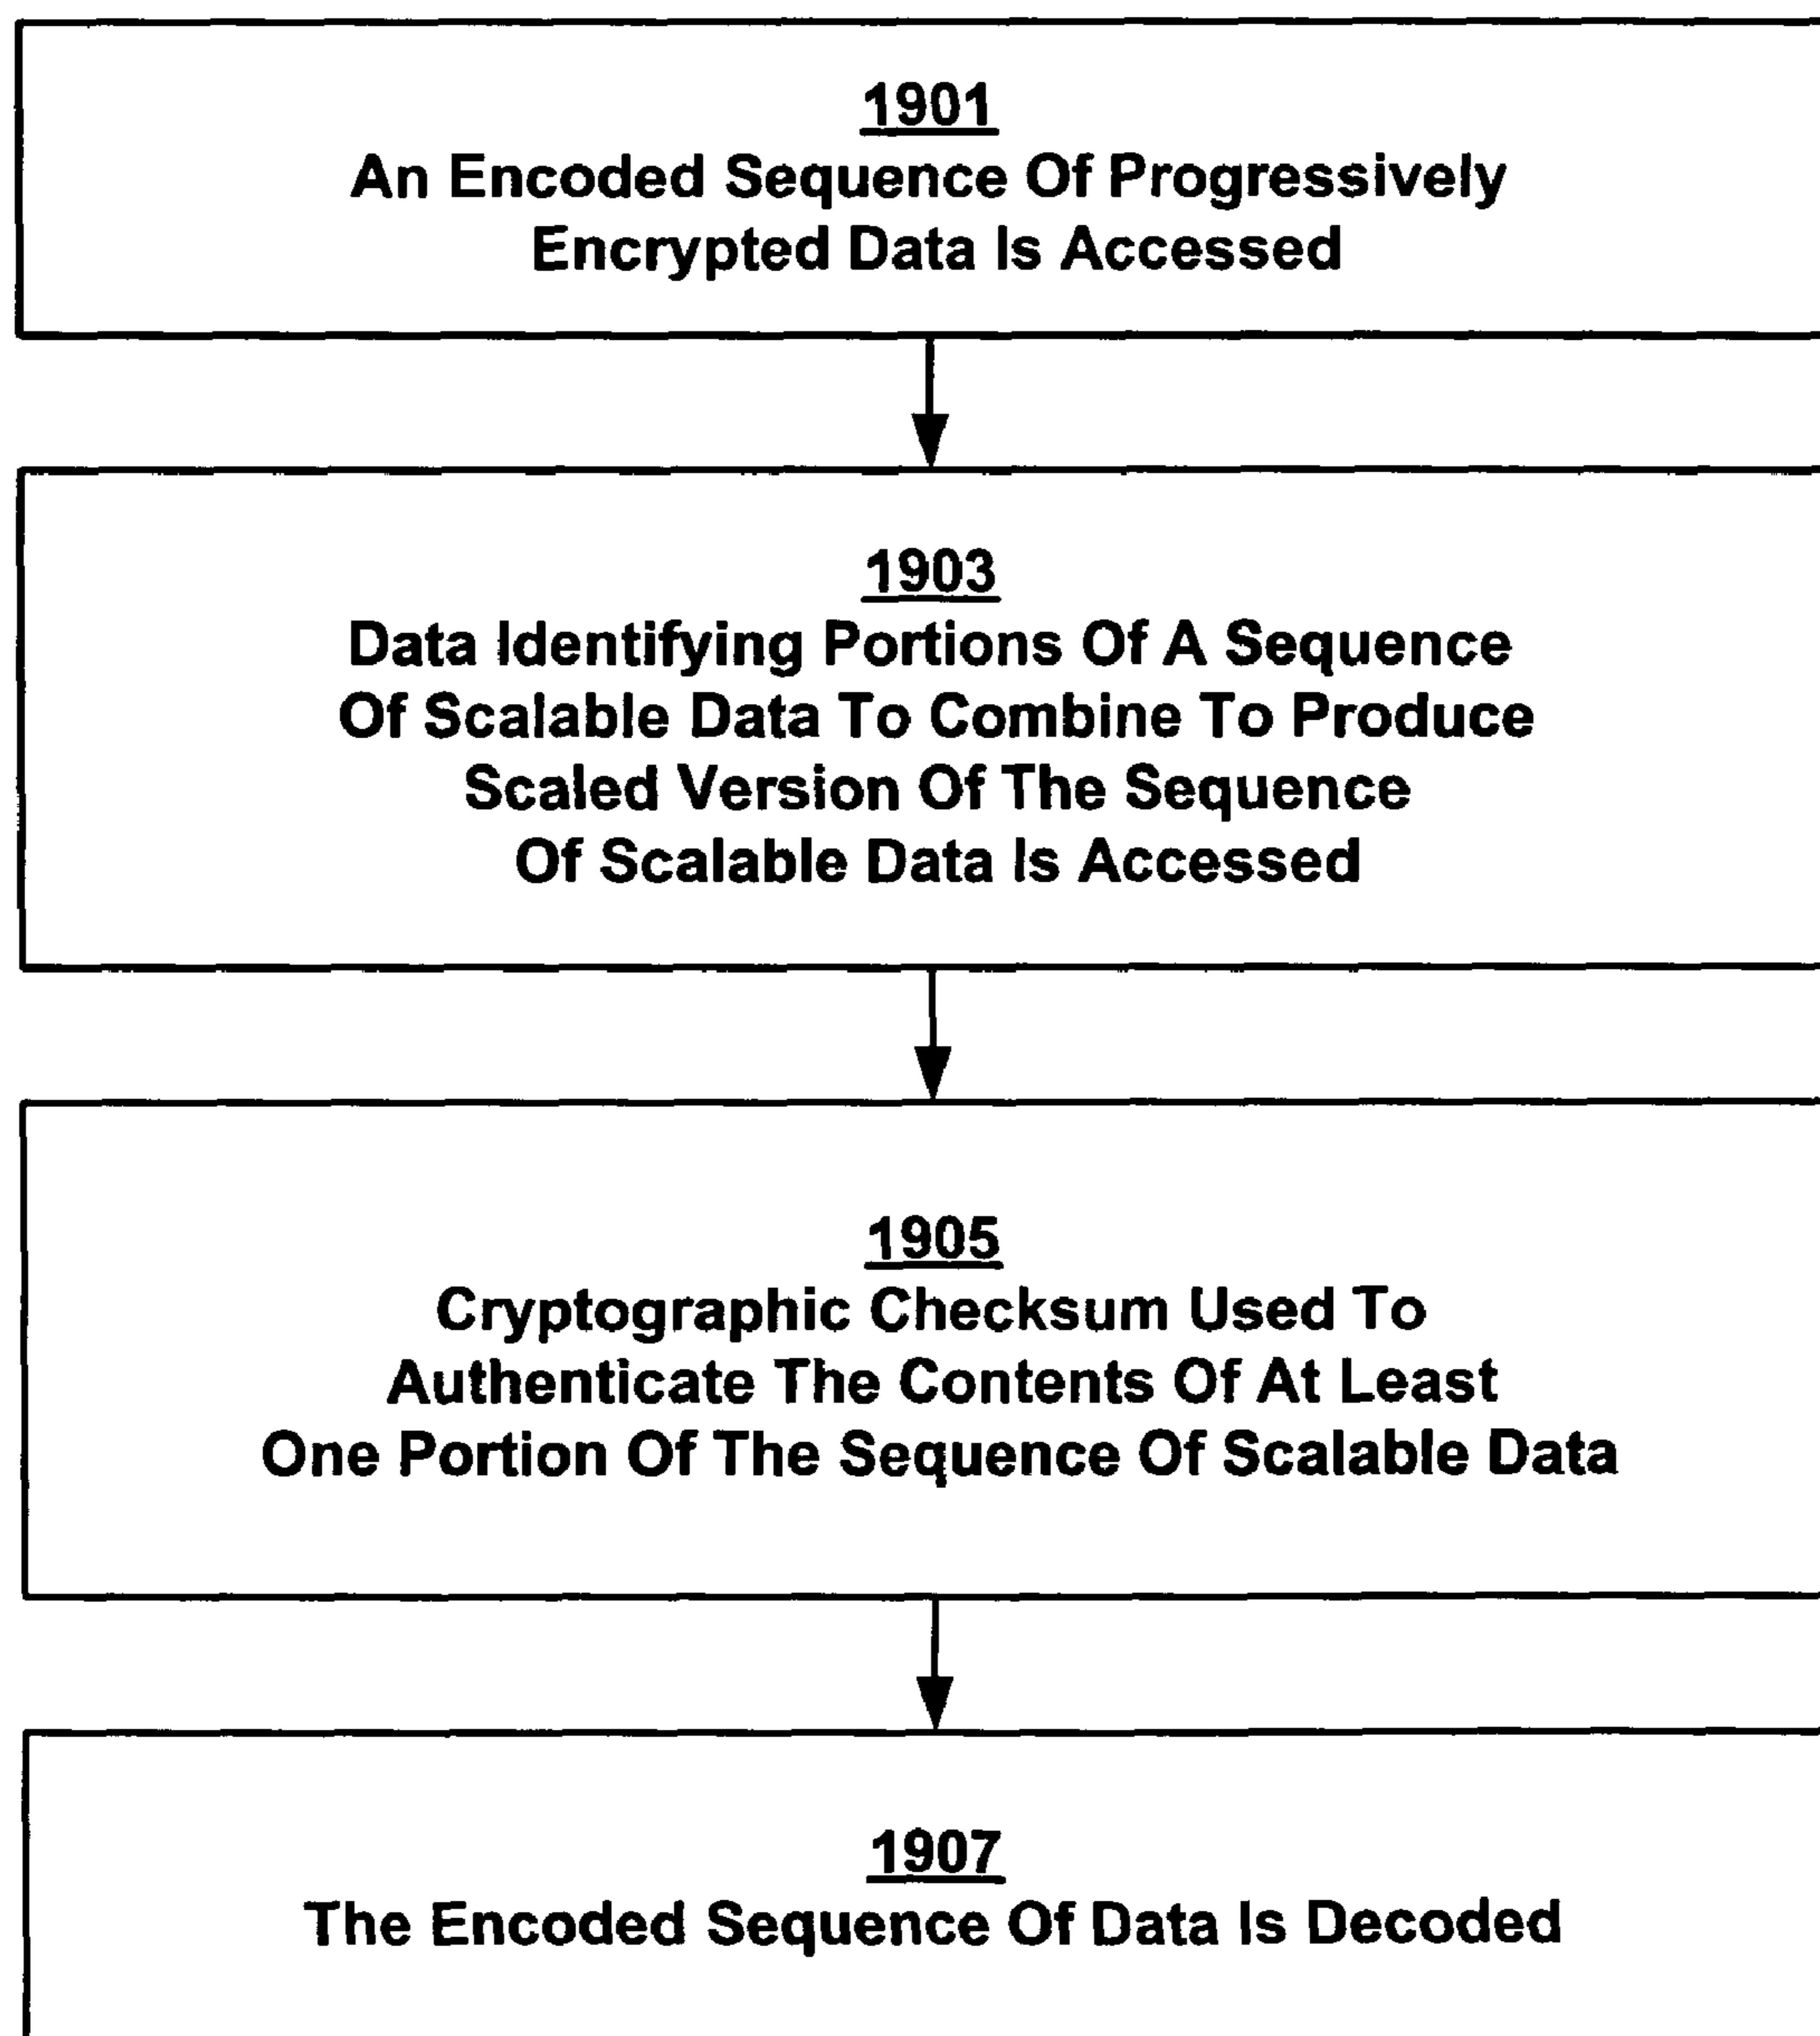 1901
An Encoded Sequence Of Progressively
Encrypted Data Is Accessed
1903
Data Identifying Portions Of A Sequence
Of Scalable Data To Combine To Produce
Scaled Version Of The Sequence
Of Scalable Data Is Accessed
1905
Cryptographic Checksum Used To
Authenticate The Contents Of At Least
One Portion Of The Sequence Of Scalable Data
1907
The Encoded Sequence Of Data Is Decoded